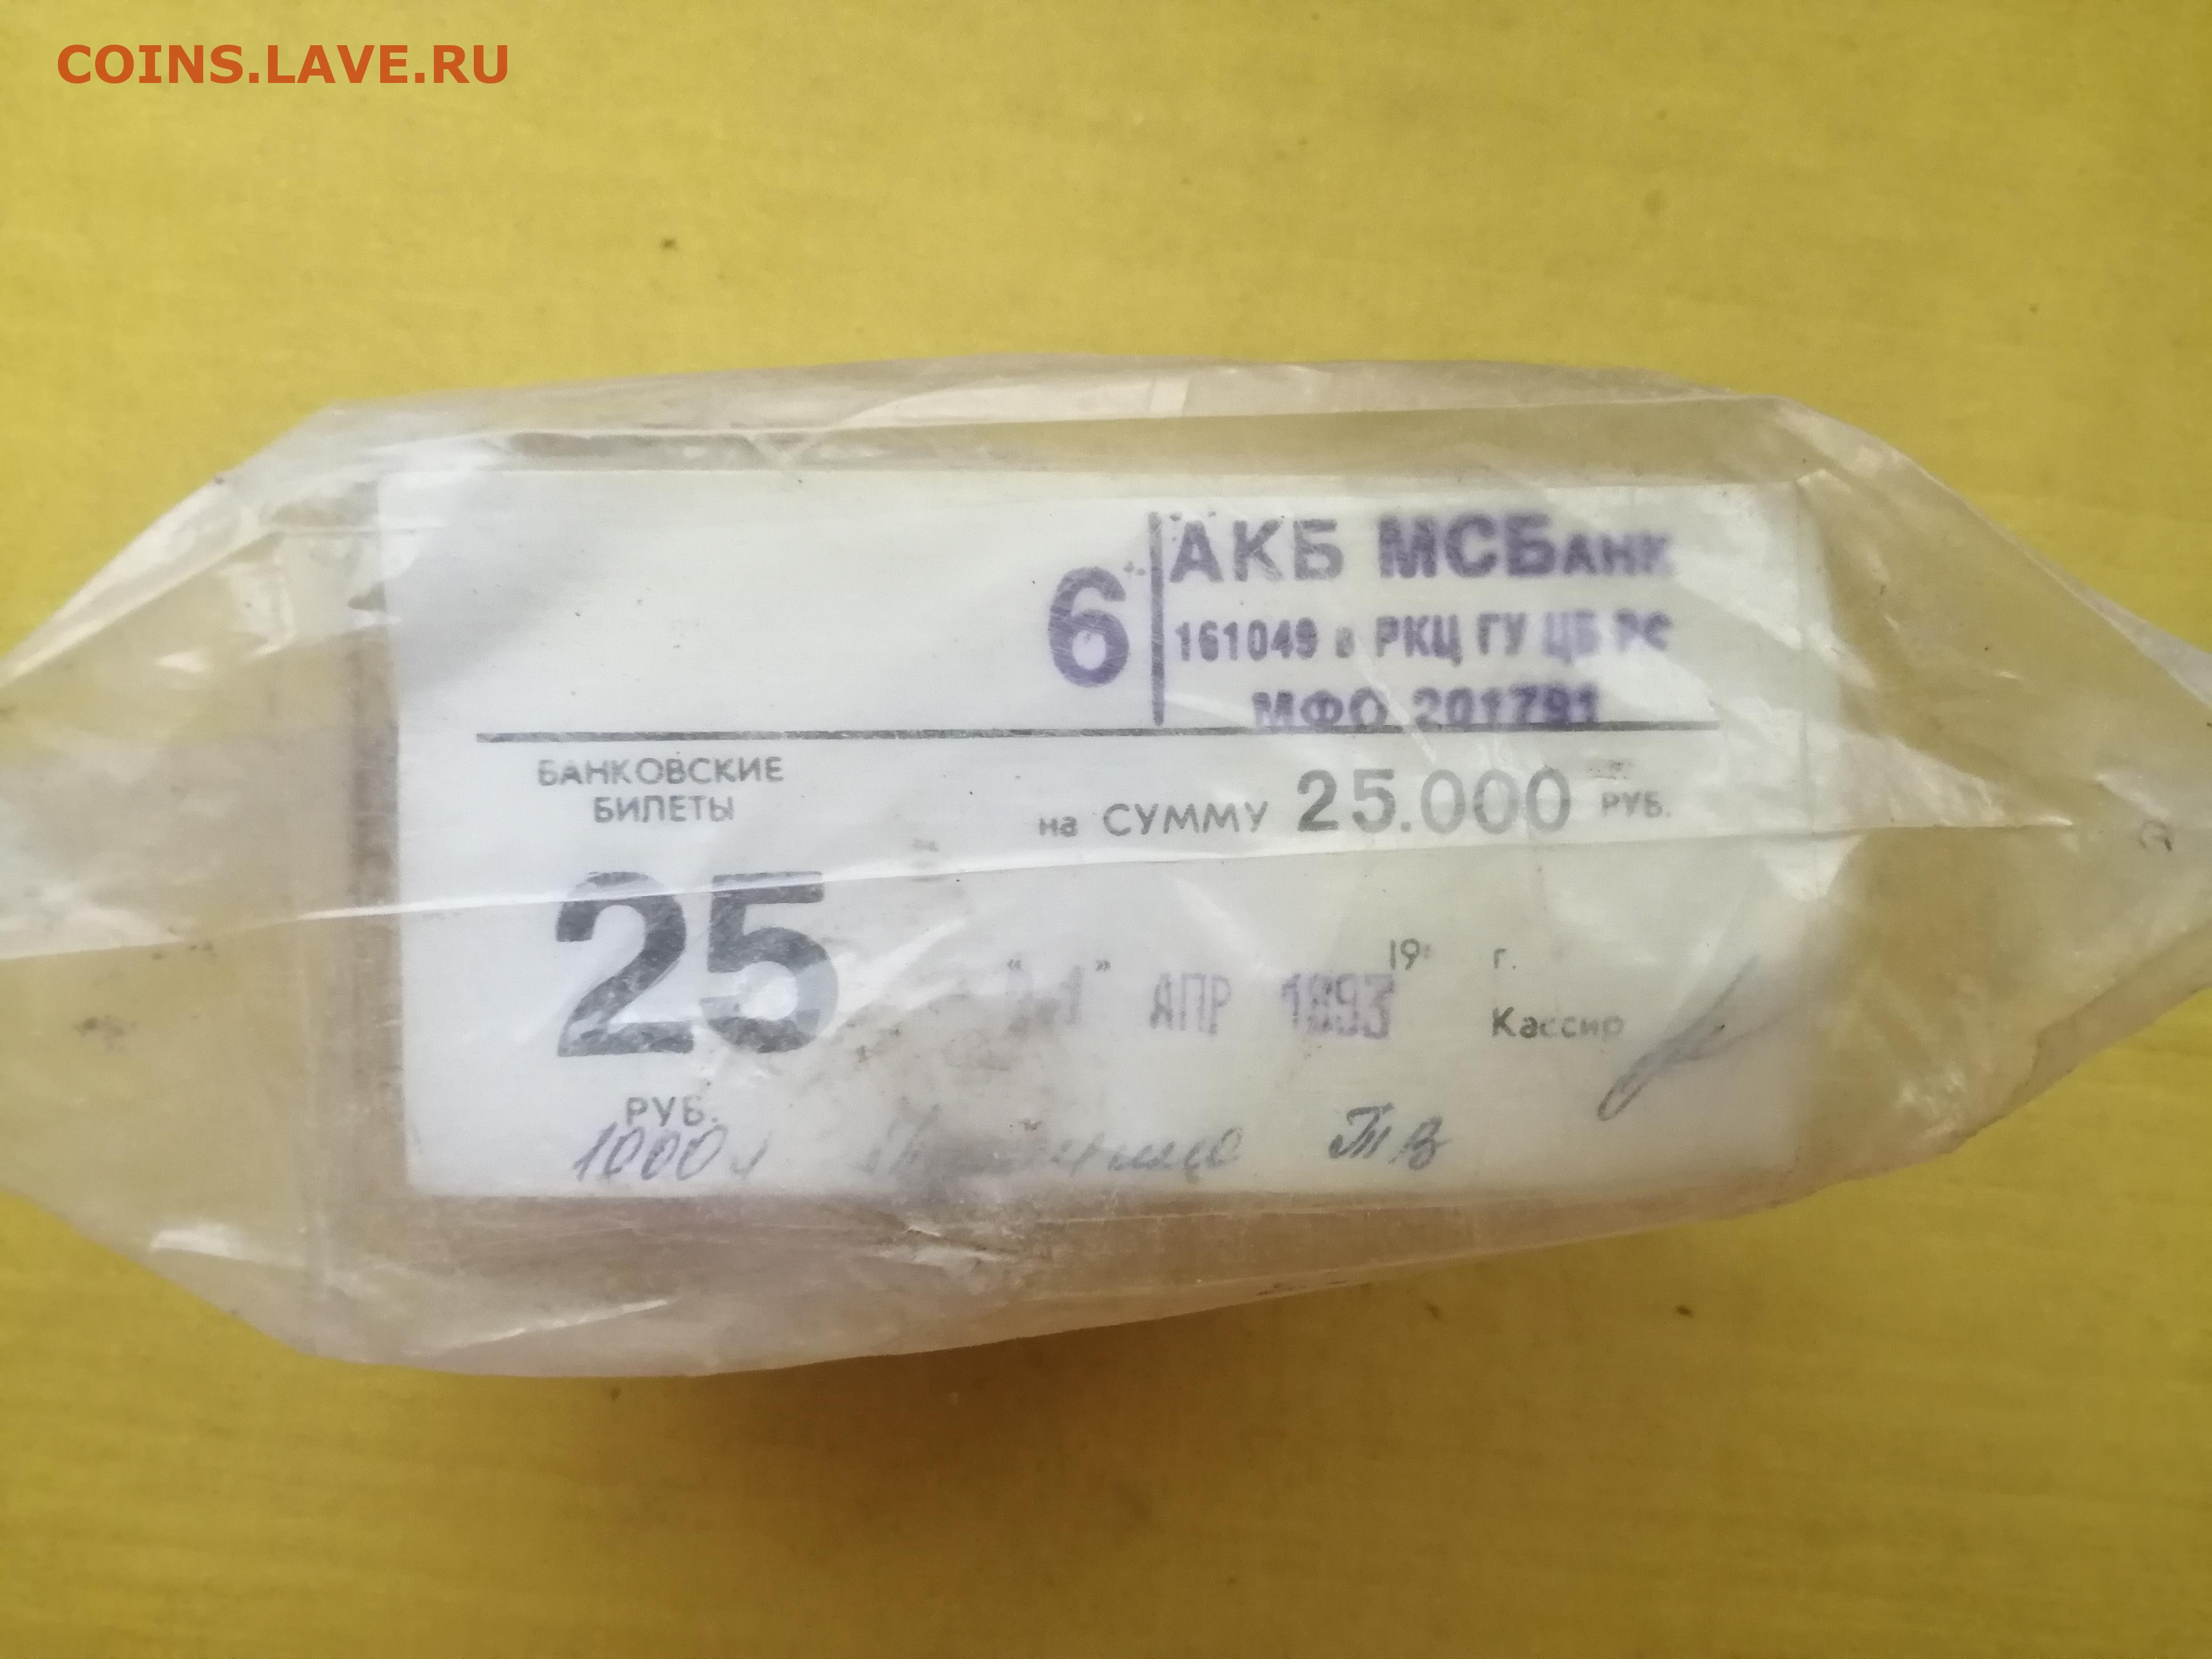 COINS.LAVE.RU
6
АКБ МСБАНК
161049 в РКЦ ГУ ЦБ РС
МФО 201791
БАНКОВСКИЕ
БИЛЕТЫ
на СУММУ 25.000 РУБ.
25
19 г.
" " АПР 1993
Кассир
РУБ.
1000